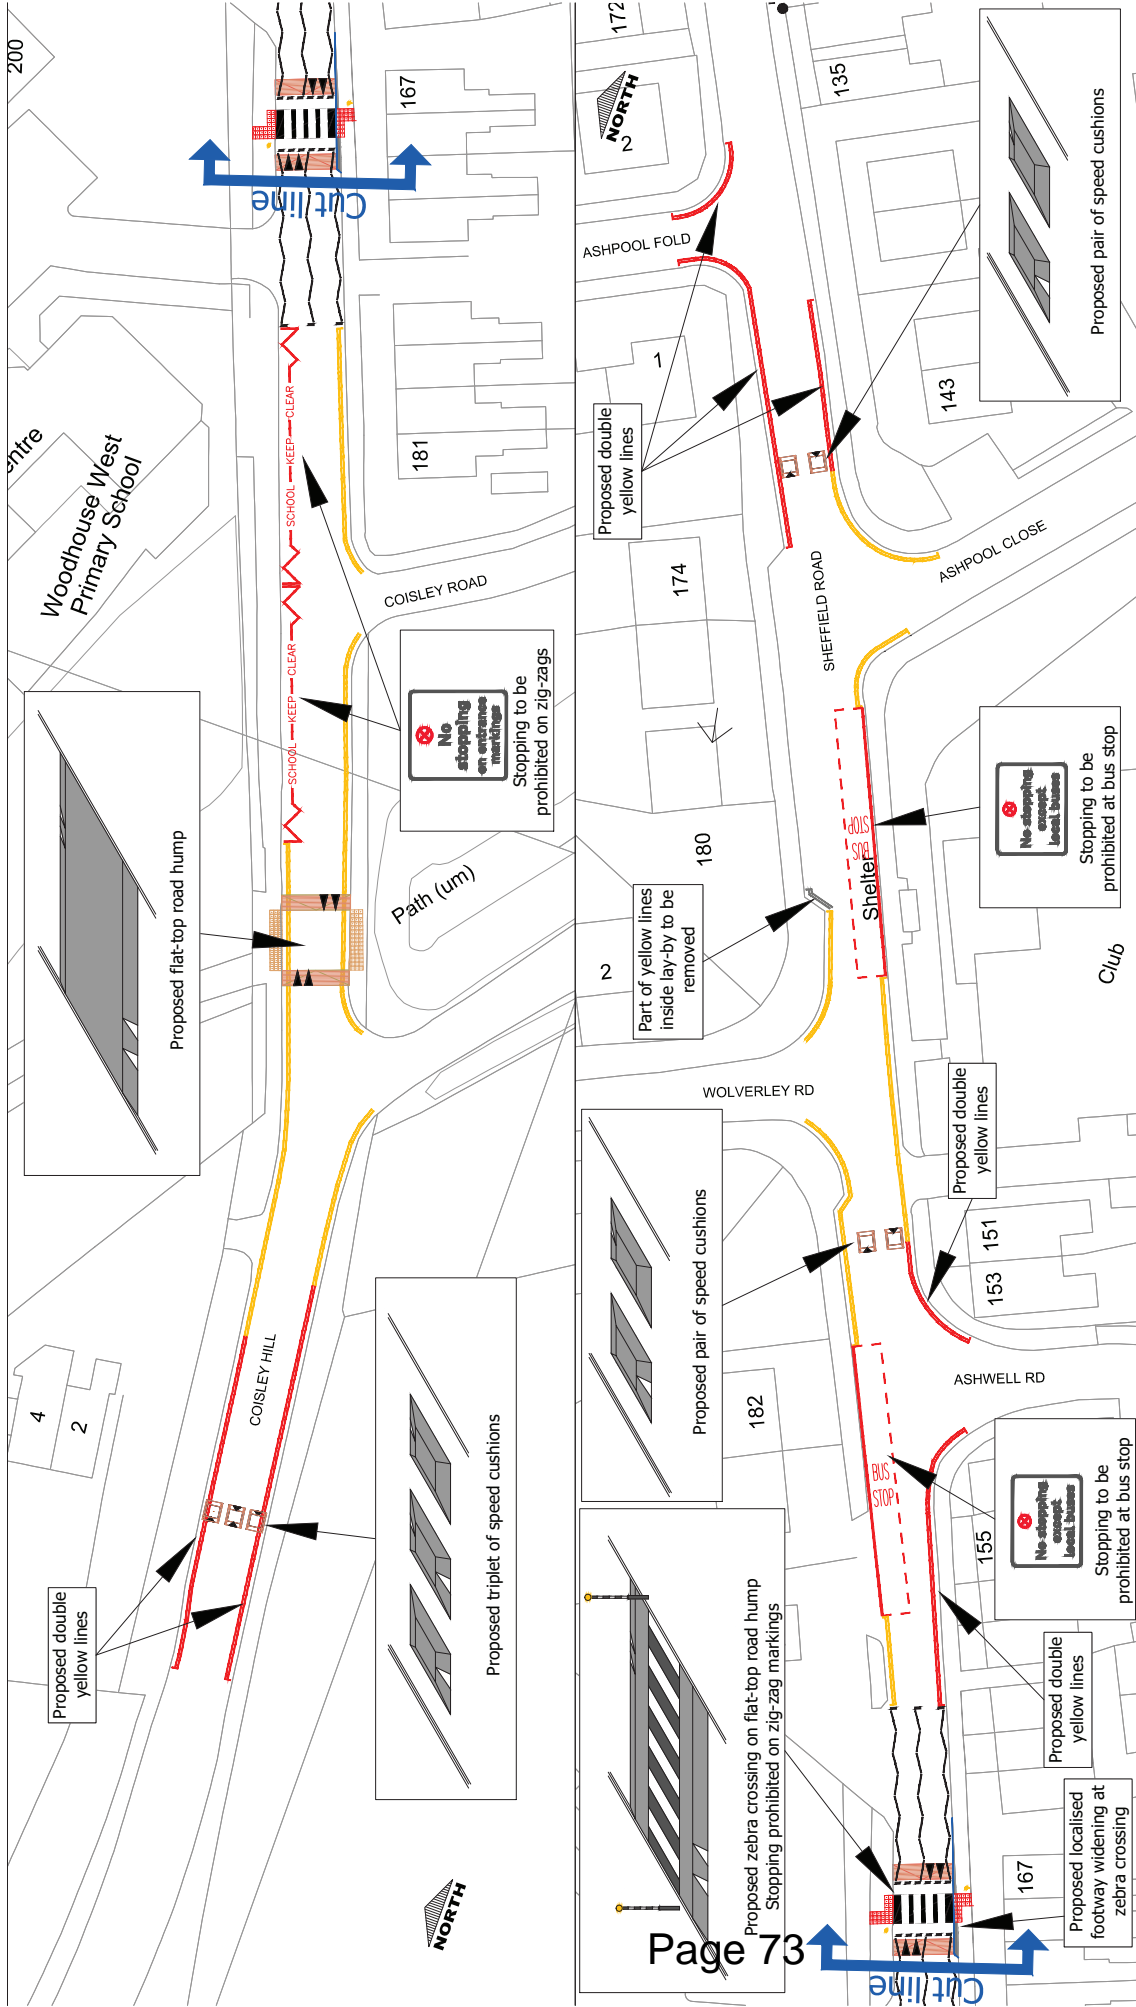 200
167
Cut line
entre
Woodhouse West
Primary School
181
SCHOOL KEEP CLEAR
COISLEY ROAD
SCHOOL KEEP CLEAR
No
stopping
on entrance
markings
Stopping to be
prohibited on zig-zags
Proposed flat-top road hump
Path (um)
4
2
COISLEY HILL
Proposed double
yellow lines
Proposed triplet of speed cushions
NORTH
172
NORTH
2
135
ASHPOOL FOLD
Proposed pair of speed cushions
1
143
Proposed double
yellow lines
174
SHEFFIELD ROAD
ASHPOOL CLOSE
180
BUS
STOP
Shelter
No stopping
except
local buses
Stopping to be
prohibited at bus stop
2
Part of yellow lines
inside lay-by to be
removed
Club
WOLVERLEY RD
Proposed double
yellow lines
Proposed pair of speed cushions
151
153
182
ASHWELL RD
BUS
STOP
155
No stopping
except
local buses
Stopping to be
prohibited at bus stop
Proposed zebra crossing on flat-top road hump
Stopping prohibited on zig-zag markings
Proposed double
yellow lines
167
Proposed localised
footway widening at
zebra crossing
Cut line
Page 73